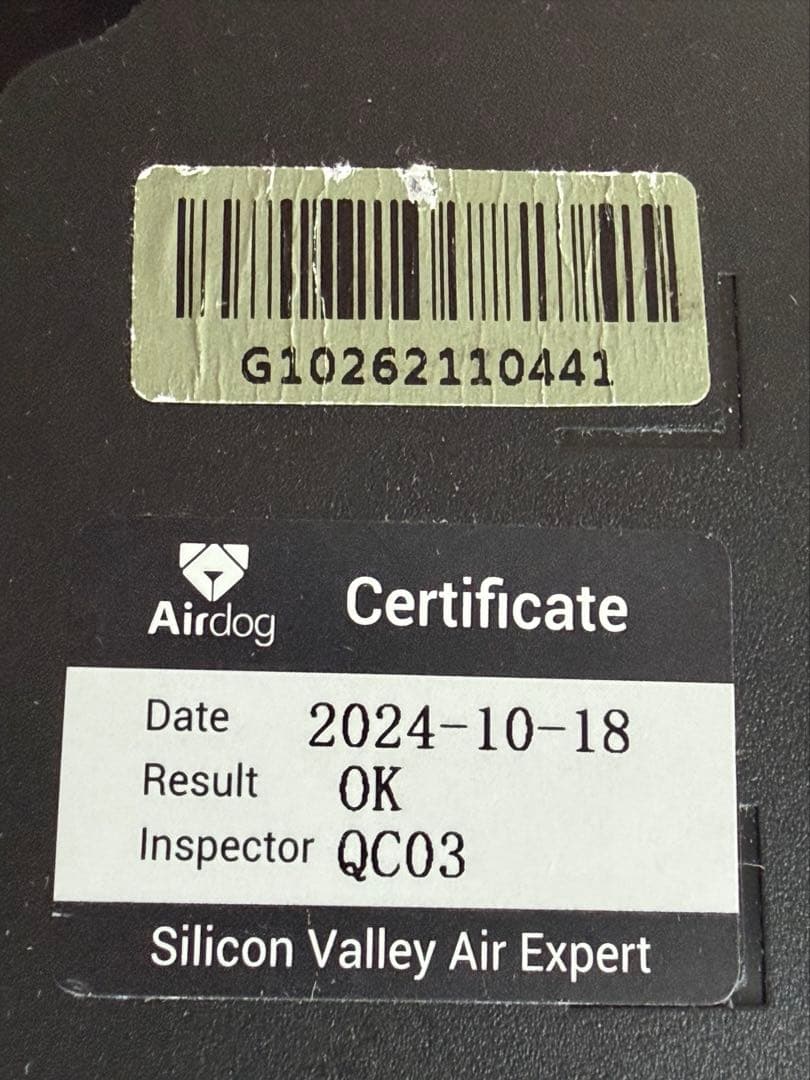 G10262110441
Airdog Certificate
Date 2024-10-18
Result OK
Inspector QC03
Silicon Valley Air Expert